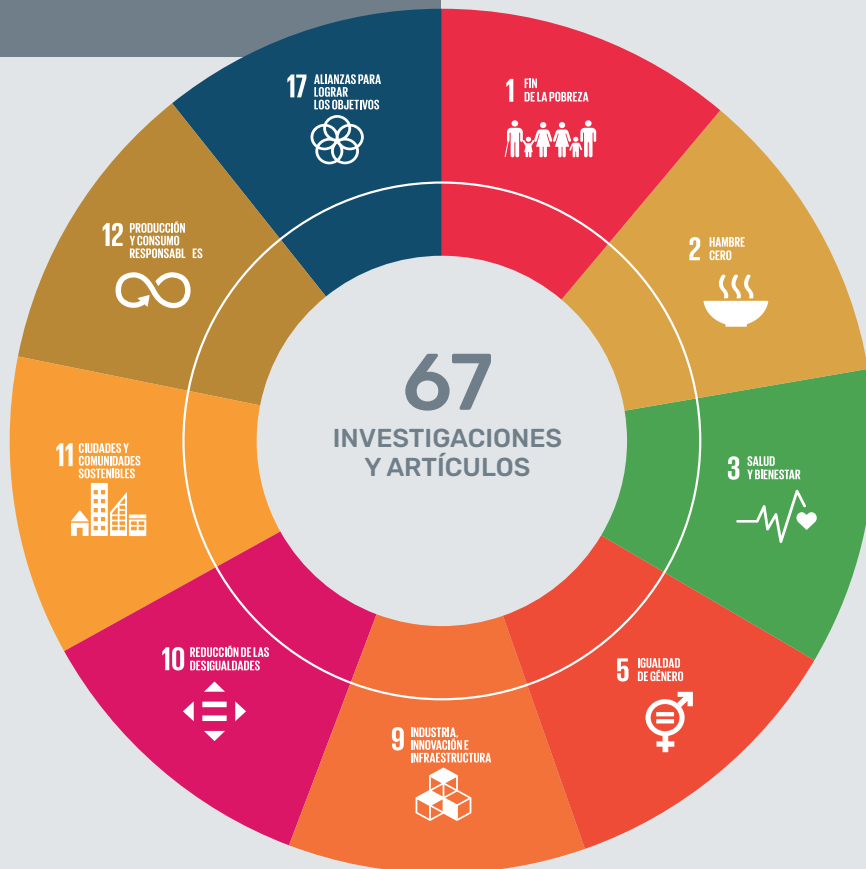 17 ALIANZAS PARA
LOGRAR
LOS OBJETIVOS
1 FIN
DE LA POBREZA
2 HAMBRE
CERO
3 SALUD
Y BIENESTAR
5 IGUALDAD
DE GÉNERO
9 INDUSTRIA,
INNOVACIÓN E
INFRAESTRUCTURA
10 REDUCCIÓN DE LAS
DESIGUALDADES
11 CIUDADES Y
COMUNIDADES
SOSTENIBLES
12 PRODUCCIÓN
Y CONSUMO
RESPONSABL ES
67
INVESTIGACIONES
Y ARTÍCULOS